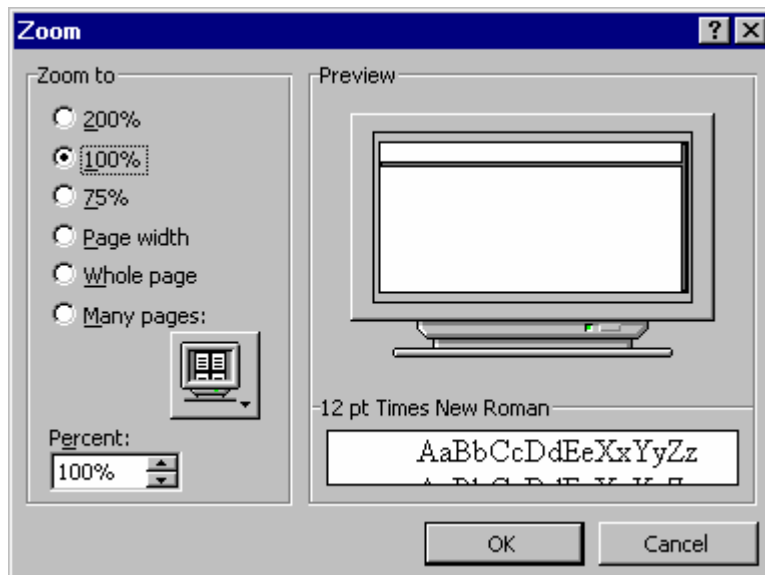 Zoom
Zoom to
200%
100%
75%
Page width
Whole page
Many pages:
Percent:
100%
Preview
12 pt Times New Roman
AaBbCcDdEeXxYyZz
OK
Cancel